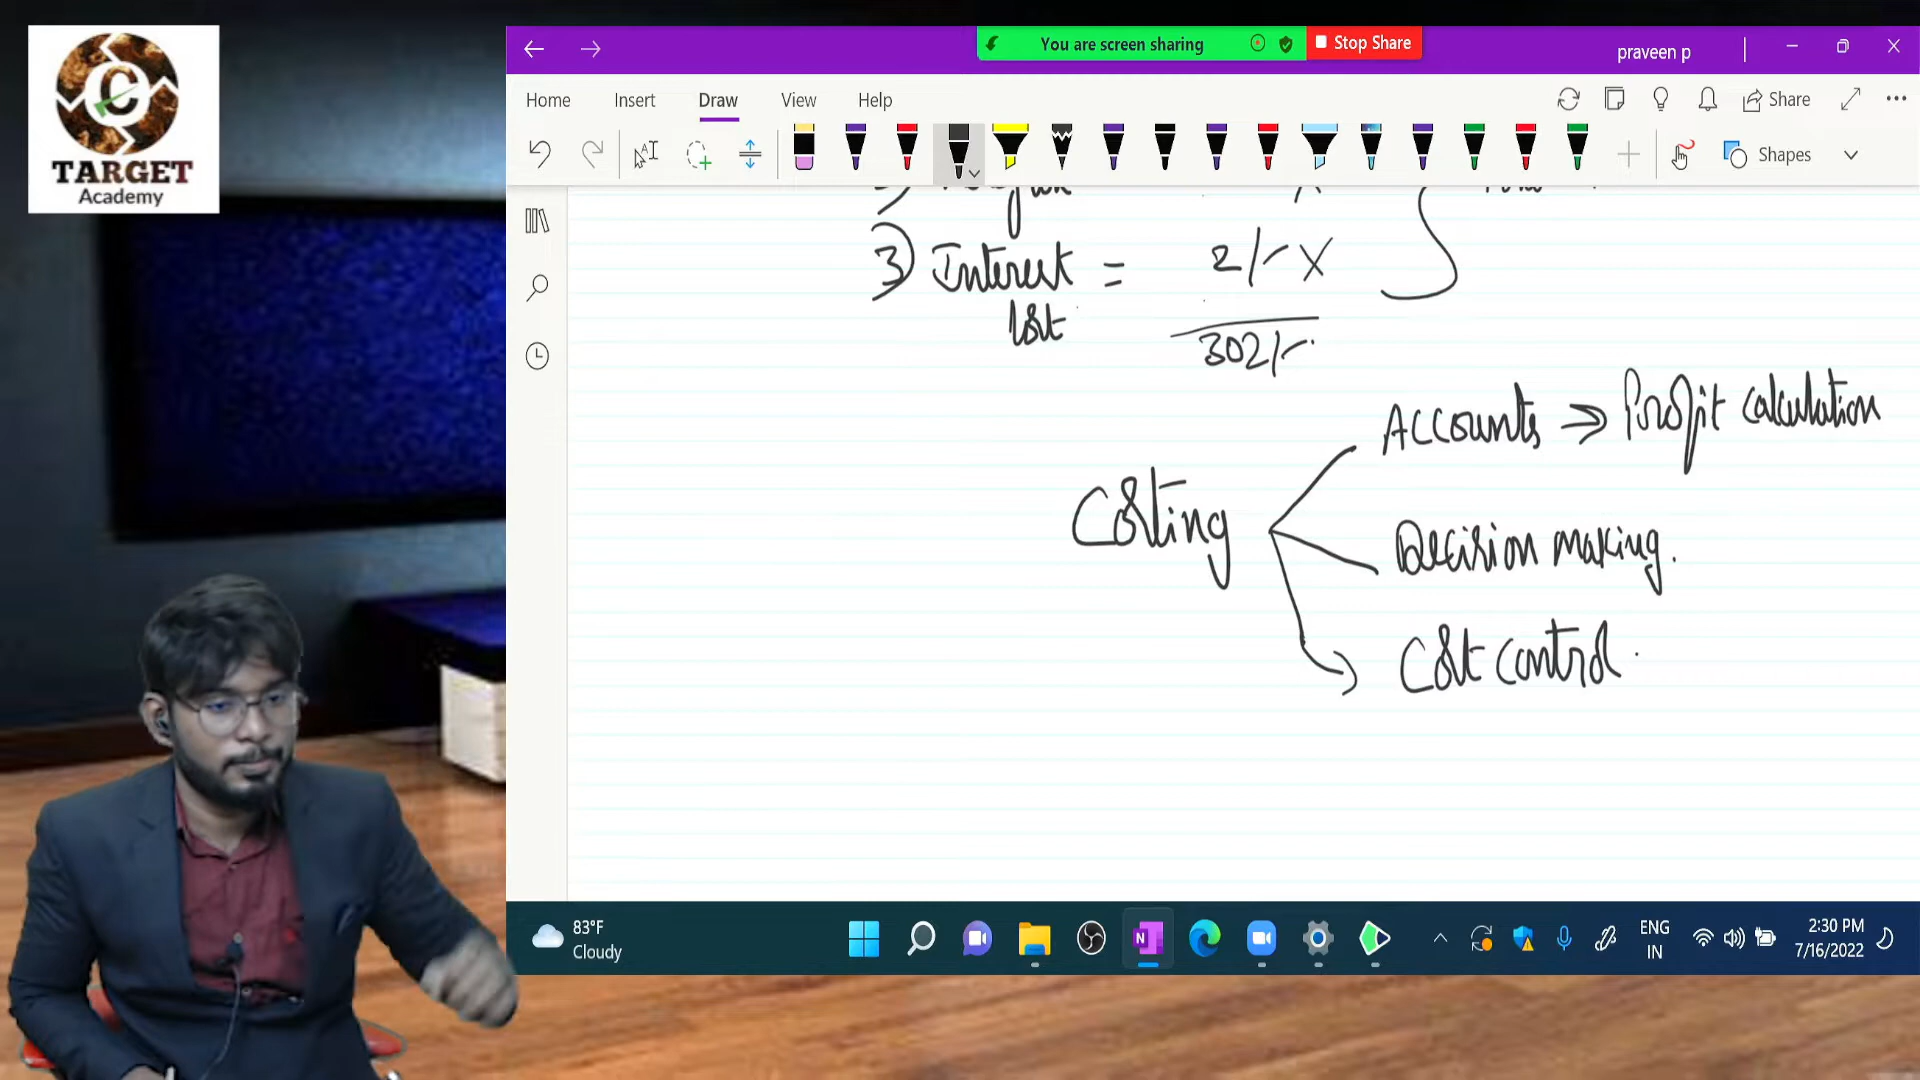 TARGET
Academy
You are screen sharing
Stop Share
praveen p
Home Insert Draw View Help
Share
Shapes
3) Interest = 2/- X
Cost
302/-
Accounts ⇒ Profit calculation
Costing
Decision making.
Cost control.
83°F
Cloudy
ENG
IN
2:30 PM
7/16/2022